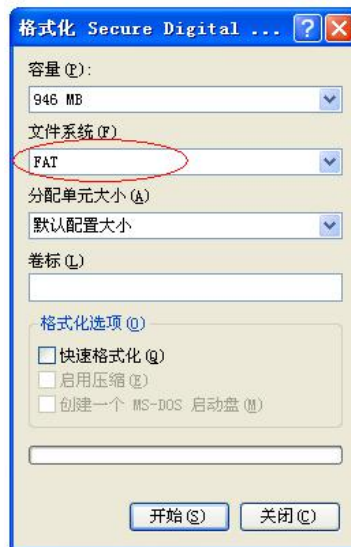 格式化 Secure Digital ...
容量(P):
946 MB
文件系统(F)
FAT
分配单元大小(A)
默认配置大小
卷标(L)
格式化选项(O)
快速格式化(Q)
启用压缩(E)
创建一个 MS-DOS 启动盘(M)
开始(S)
关闭(C)